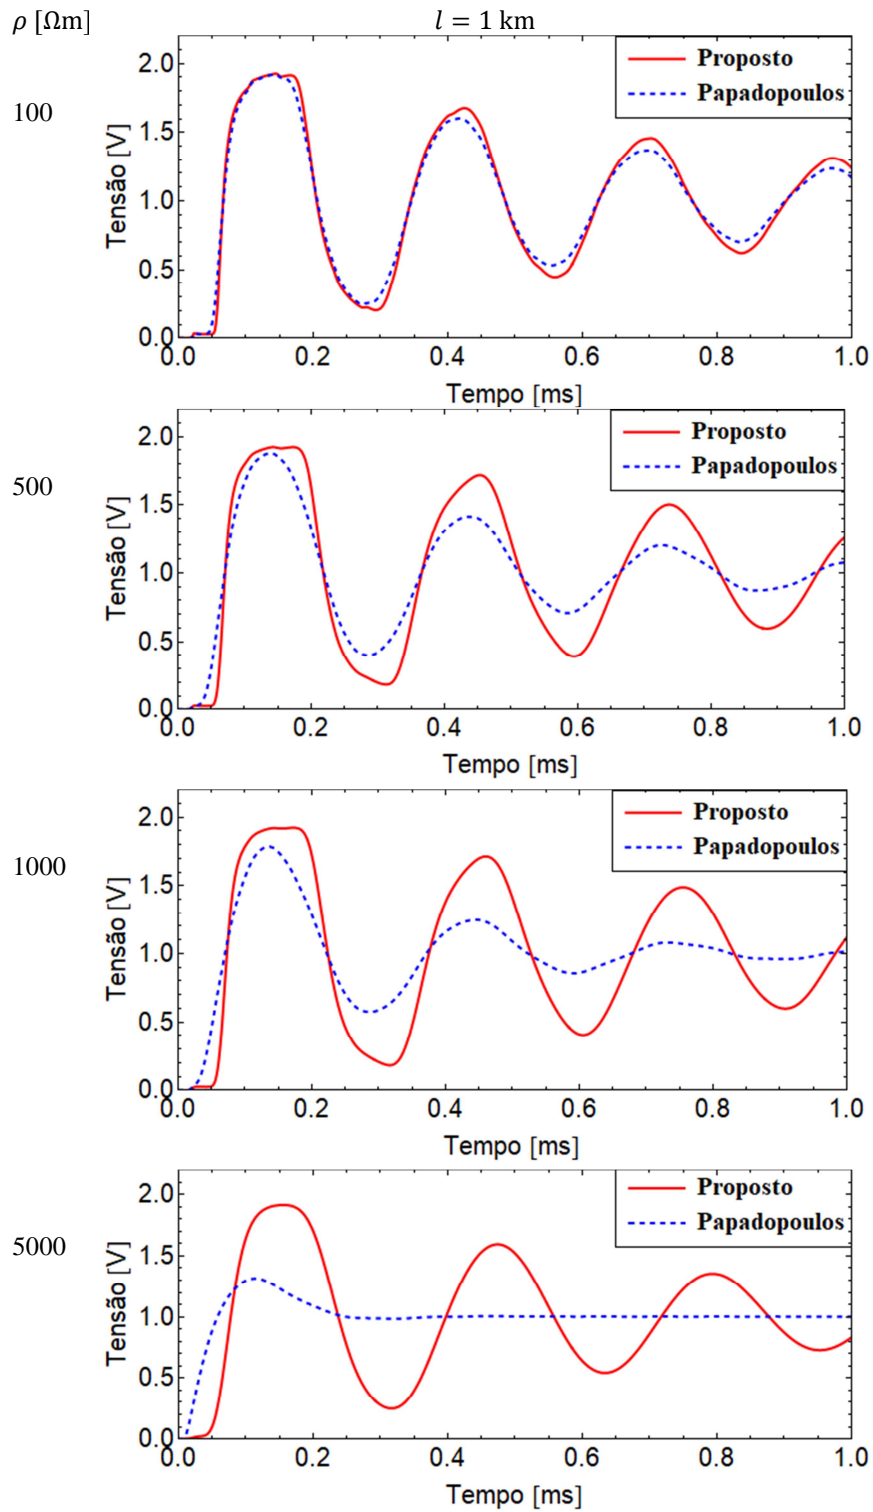 ρ [Ωm]
l = 1 km
100
Tensão [V]
2.0
1.5
1.0
0.5
0.0
Proposto
Papadopoulos
0.0 0.2 0.4 0.6 0.8 1.0
Tempo [ms]
500
Tensão [V]
2.0
1.5
1.0
0.5
0.0
Proposto
Papadopoulos
0.0 0.2 0.4 0.6 0.8 1.0
Tempo [ms]
1000
Tensão [V]
2.0
1.5
1.0
0.5
0.0
Proposto
Papadopoulos
0.0 0.2 0.4 0.6 0.8 1.0
Tempo [ms]
5000
Tensão [V]
2.0
1.5
1.0
0.5
0.0
Proposto
Papadopoulos
0.0 0.2 0.4 0.6 0.8 1.0
Tempo [ms]